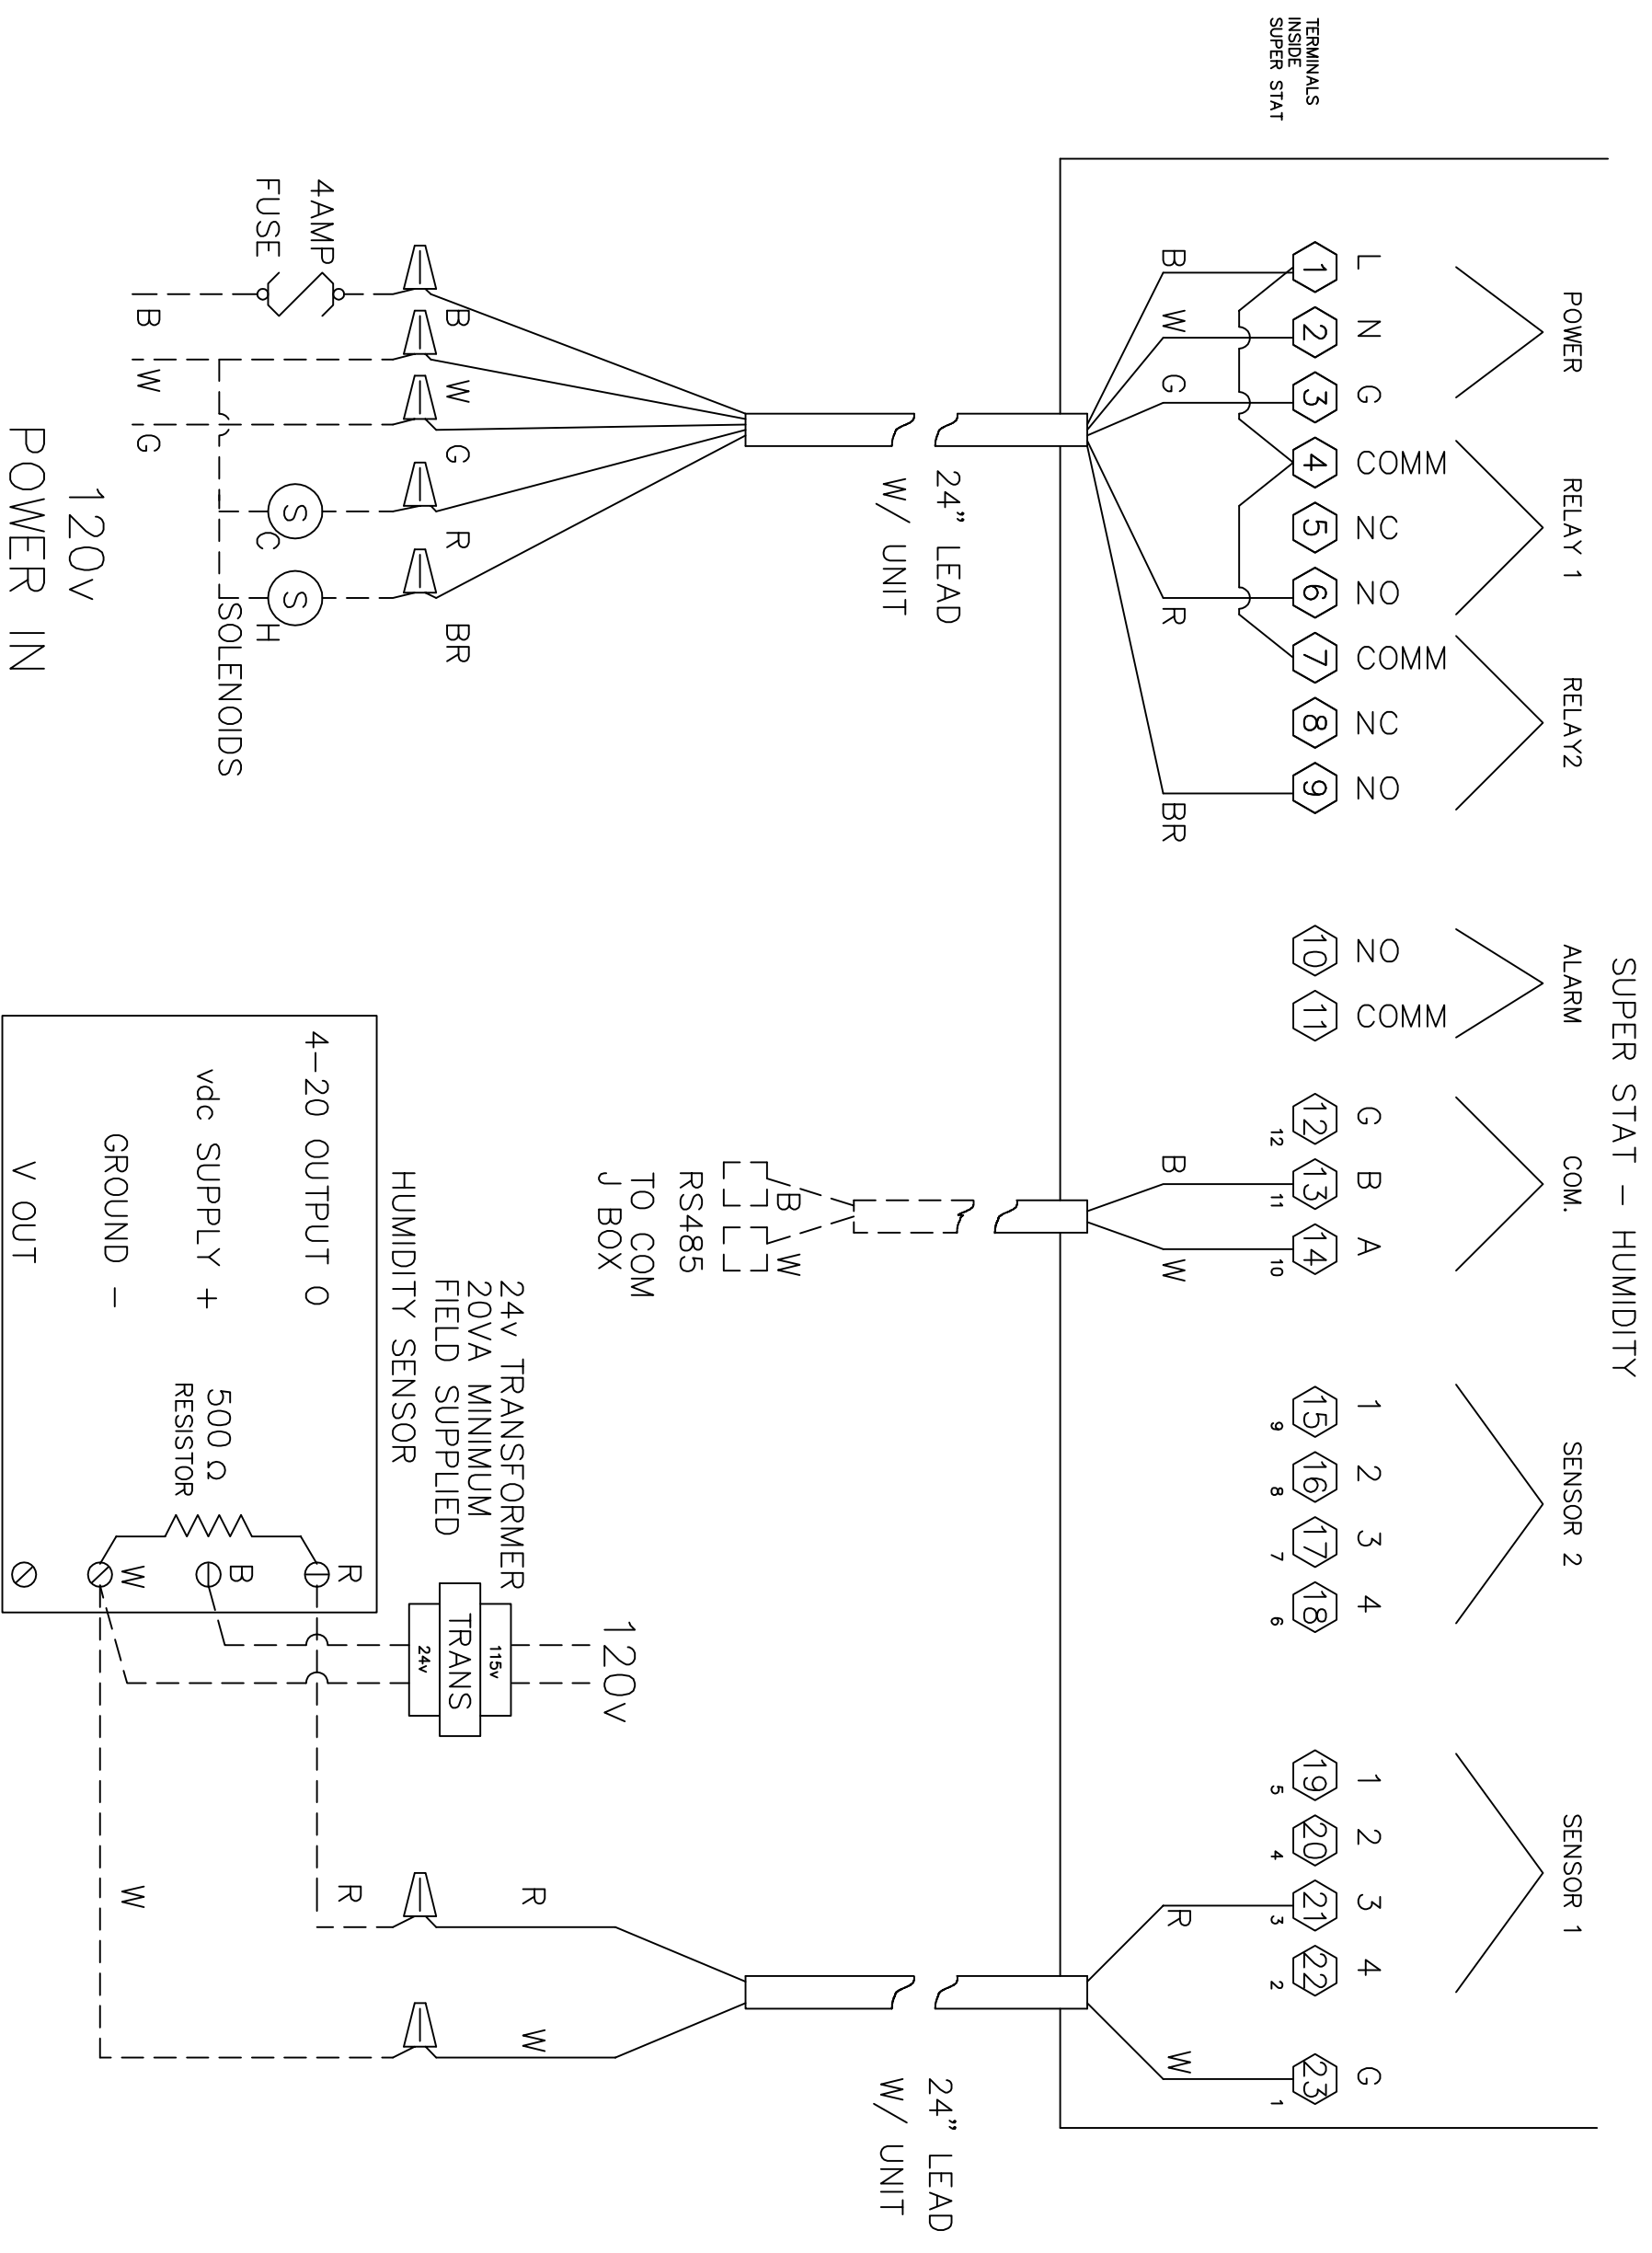 SUPER STAT - HUMIDITY
POWER
RELAY 1
RELAY2
ALARM
COM.
SENSOR 2
SENSOR 1
L N G COMM NC NO COMM NC NO NO COMM G B A 1 2 3 4 1 2 3 4 G
1 2 3 4 5 6 7 8 9 10 11 12 13 14 15 16 17 18 19 20 21 22 23
TERMINALS
INSIDE
SUPER STAT
12 11 10 9 8 7 6 5 4 3 2 1
B W G R BR B W R W
24" LEAD
W/ UNIT
24" LEAD
W/ UNIT
B W
RS485
TO COM
J BOX
B W G R BR
R W
4AMP
FUSE
S C
S H
SOLENOIDS
B W G
120v
POWER IN
120v
115v
TRANS
24v
24v TRANSFORMER
20VA MINIMUM
FIELD SUPPLIED
HUMIDITY SENSOR
4-20 OUTPUT O
R
R
vdc SUPPLY +
B
500 Ω
RESISTOR
GROUND -
W
W
V OUT